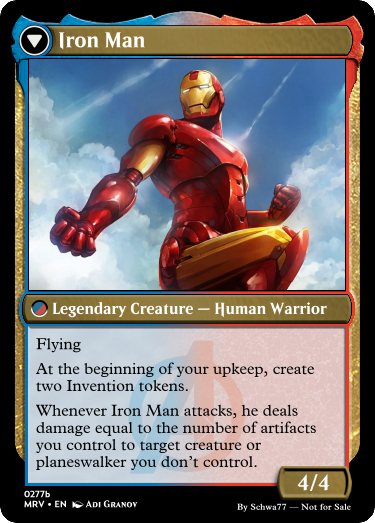 Iron Man
Legendary Creature — Human Warrior
Flying
At the beginning of your upkeep, create
two Invention tokens.
Whenever Iron Man attacks, he deals
damage equal to the number of artifacts
you control to target creature or
planeswalker you don't control.
4/4
0277b
MRV • EN Adi Granov
By Schwa77 — Not for Sale